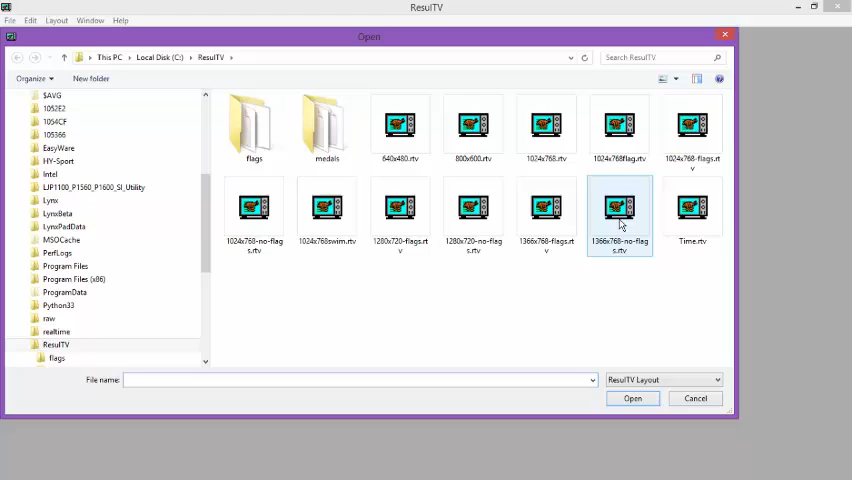 ResulTV
File Edit Layout Window Help
Open
This PC Local Disk (C:) ResulTV
Search ResulTV
Organize New folder
$AVG
1052E2
1054CF
105366
EasyWare
HY-Sport
Intel
LJP1100_P1560_P1600_SI_Utility
Lynx
LynxBeta
LynxPadData
MSOCache
PerfLogs
Program Files
Program Files (x86)
ProgramData
Python33
raw
realtime
ResulTV
flags
flags medals 640x480.rtv 800x600.rtv 1024x768.rtv 1024x768flag.rtv 1024x768-flags.rt
v
1024x768-no-flag 1024x768swim.rtv 1280x720-flags.rt 1280x720-no-flag 1366x768-flags.rt 1366x768-no-flag Time.rtv
s.rtv v s.rtv v s.rtv
File name: ResulTV Layout
Open Cancel